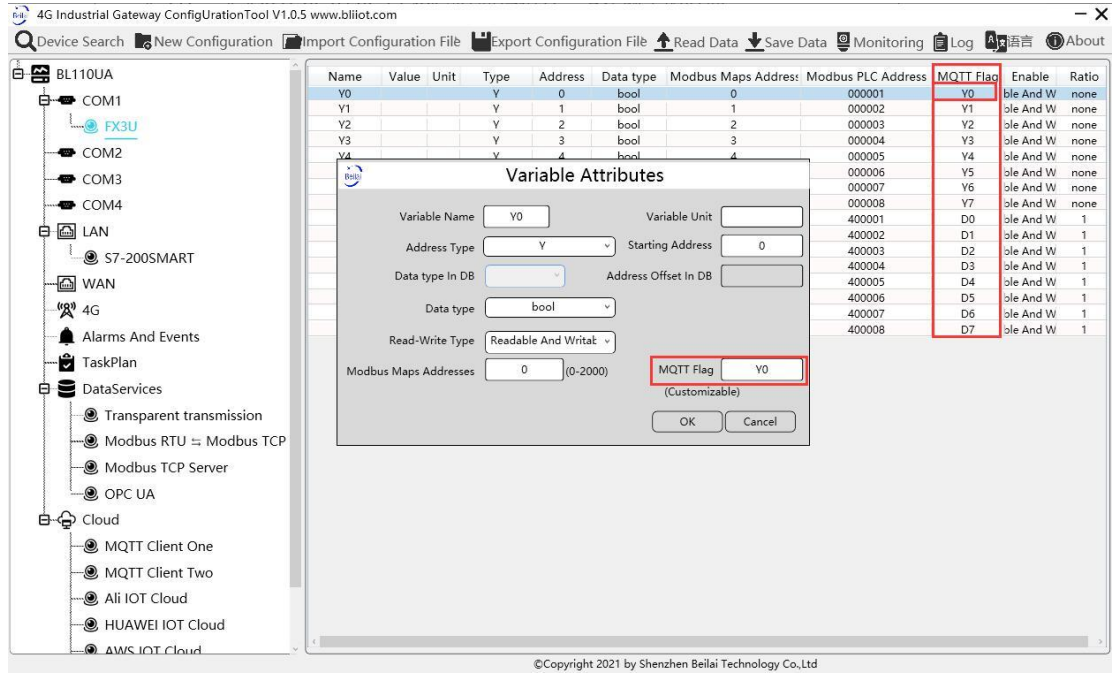 Beilai 4G Industrial Gateway ConfigUrationTool V1.0.5 www.bliiot.com
Device Search New Configuration Import Configuration File Export Configuration File Read Data Save Data Monitoring Log 语言 About
BL110UA
COM1
FX3U
COM2
COM3
COM4
LAN
S7-200SMART
WAN
4G
Alarms And Events
TaskPlan
DataServices
Transparent transmission
Modbus RTU ⇆ Modbus TCP
Modbus TCP Server
OPC UA
Cloud
MQTT Client One
MQTT Client Two
Ali IOT Cloud
HUAWEI IOT Cloud
AWS IOT Cloud
Name Value Unit Type Address Data type Modbus Maps Address Modbus PLC Address MQTT Flag Enable Ratio
Y0 Y 0 bool 0 000001 Y0 ble And W none
Y1 Y 1 bool 1 000002 Y1 ble And W none
Y2 Y 2 bool 2 000003 Y2 ble And W none
Y3 Y 3 bool 3 000004 Y3 ble And W none
Y4 Y 4 bool 4 000005 Y4 ble And W none
000006 Y5 ble And W none
000007 Y6 ble And W none
000008 Y7 ble And W none
400001 D0 ble And W 1
400002 D1 ble And W 1
400003 D2 ble And W 1
400004 D3 ble And W 1
400005 D4 ble And W 1
400006 D5 ble And W 1
400007 D6 ble And W 1
400008 D7 ble And W 1
Beilai Variable Attributes
Variable Name Y0 Variable Unit
Address Type Y Starting Address 0
Data type In DB Address Offset In DB
Data type bool
Read-Write Type Readable And Writat
Modbus Maps Addresses 0 (0-2000) MQTT Flag Y0
(Customizable)
OK Cancel
©Copyright 2021 by Shenzhen Beilai Technology Co.,Ltd